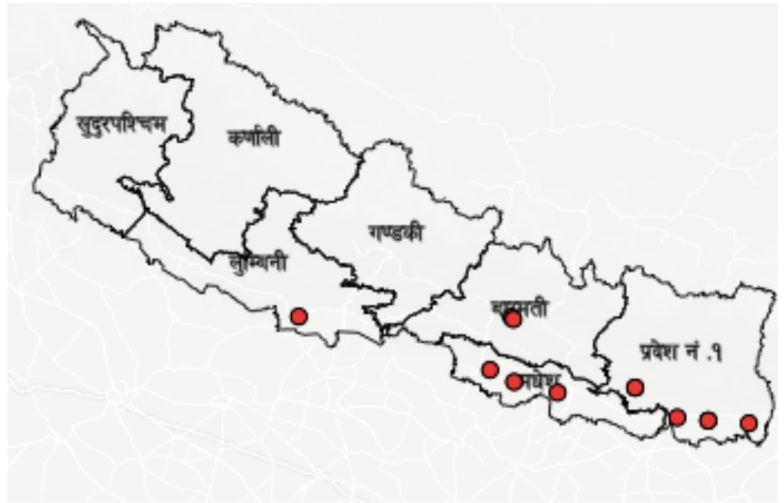 सुदुरपश्चिम
कर्णाली
गण्डकी
लुम्बिनी
बागमती
प्रदेश नं .१
मधेश